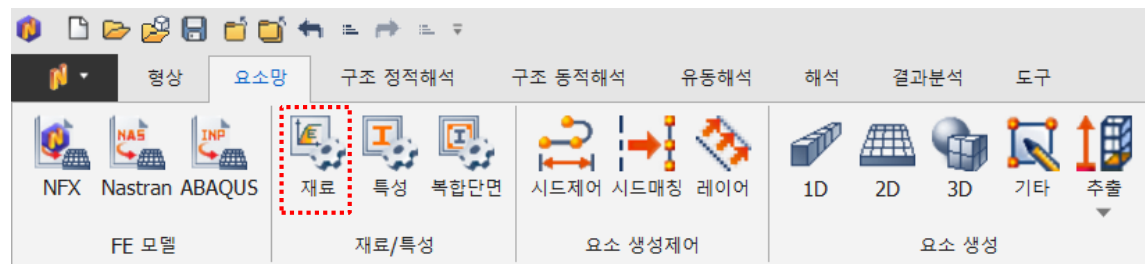 형상 요소망 구조 정적해석 구조 동적해석 유동해석 해석 결과분석 도구
NAS INP
NFX Nastran ABAQUS 재료 특성 복합단면 시드제어 시드매칭 레이어 1D 2D 3D 기타 추출
FE 모델 재료/특성 요소 생성제어 요소 생성